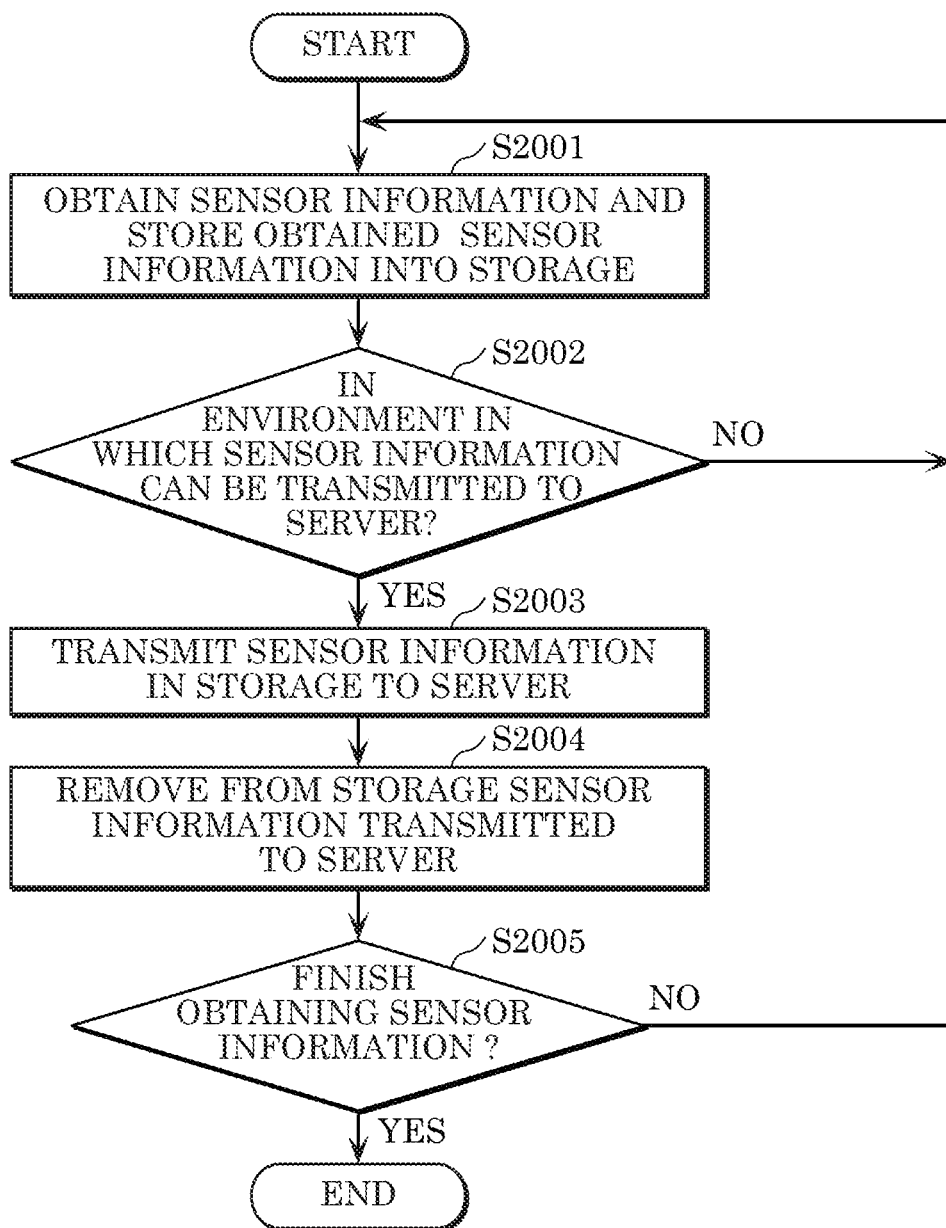 START
S2001
OBTAIN SENSOR INFORMATION AND
STORE OBTAINED SENSOR
INFORMATION INTO STORAGE
S2002
IN
ENVIRONMENT IN
WHICH SENSOR INFORMATION
CAN BE TRANSMITTED TO
SERVER?
NO
YES
S2003
TRANSMIT SENSOR INFORMATION
IN STORAGE TO SERVER
S2004
REMOVE FROM STORAGE SENSOR
INFORMATION TRANSMITTED
TO SERVER
S2005
FINISH
OBTAINING SENSOR
INFORMATION ?
NO
YES
END